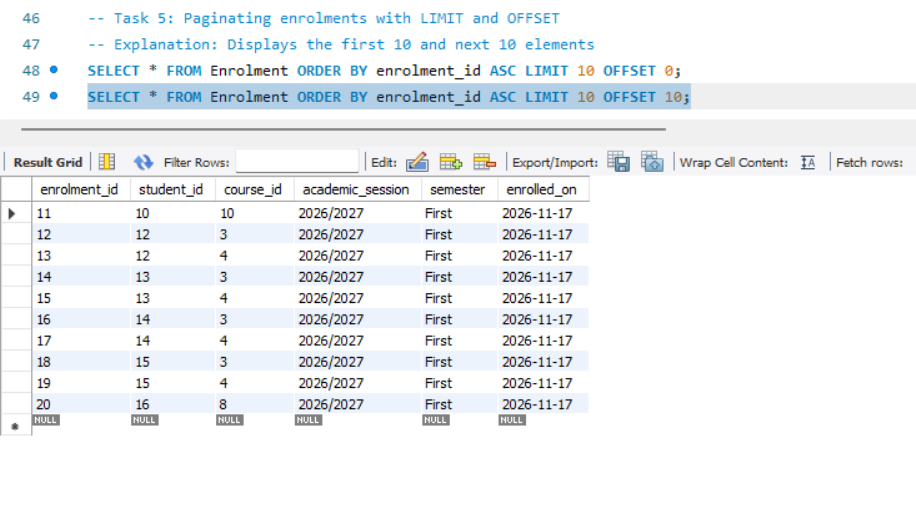 46 -- Task 5: Paginating enrolments with LIMIT and OFFSET
47 -- Explanation: Displays the first 10 and next 10 elements
48 SELECT * FROM Enrolment ORDER BY enrolment_id ASC LIMIT 10 OFFSET 0;
49 SELECT * FROM Enrolment ORDER BY enrolment_id ASC LIMIT 10 OFFSET 10;
Result Grid Filter Rows: Edit: Export/Import: Wrap Cell Content: Fetch rows:
enrolment_id student_id course_id academic_session semester enrolled_on
11 10 10 2026/2027 First 2026-11-17
12 12 3 2026/2027 First 2026-11-17
13 12 4 2026/2027 First 2026-11-17
14 13 3 2026/2027 First 2026-11-17
15 13 4 2026/2027 First 2026-11-17
16 14 3 2026/2027 First 2026-11-17
17 14 4 2026/2027 First 2026-11-17
18 15 3 2026/2027 First 2026-11-17
19 15 4 2026/2027 First 2026-11-17
20 16 8 2026/2027 First 2026-11-17
NULL NULL NULL NULL NULL NULL